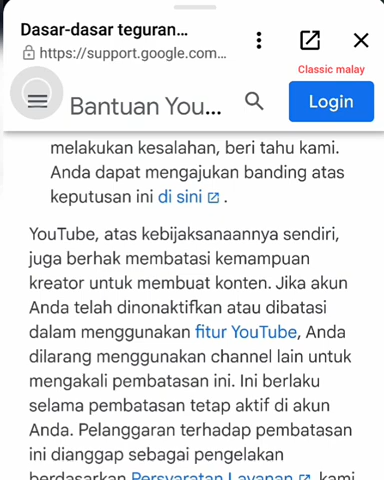 Dasar-dasar teguran...
https://support.google.com...
Classic malay
Bantuan You...
Login
melakukan kesalahan, beri tahu kami.
Anda dapat mengajukan banding atas
keputusan ini di sini.
YouTube, atas kebijaksanaannya sendiri,
juga berhak membatasi kemampuan
kreator untuk membuat konten. Jika akun
Anda telah dinonaktifkan atau dibatasi
dalam menggunakan fitur YouTube, Anda
dilarang menggunakan channel lain untuk
mengakali pembatasan ini. Ini berlaku
selama pembatasan tetap aktif di akun
Anda. Pelanggaran terhadap pembatasan
ini dianggap sebagai pengelakan
berdasarkan Persyaratan Layanan, kami